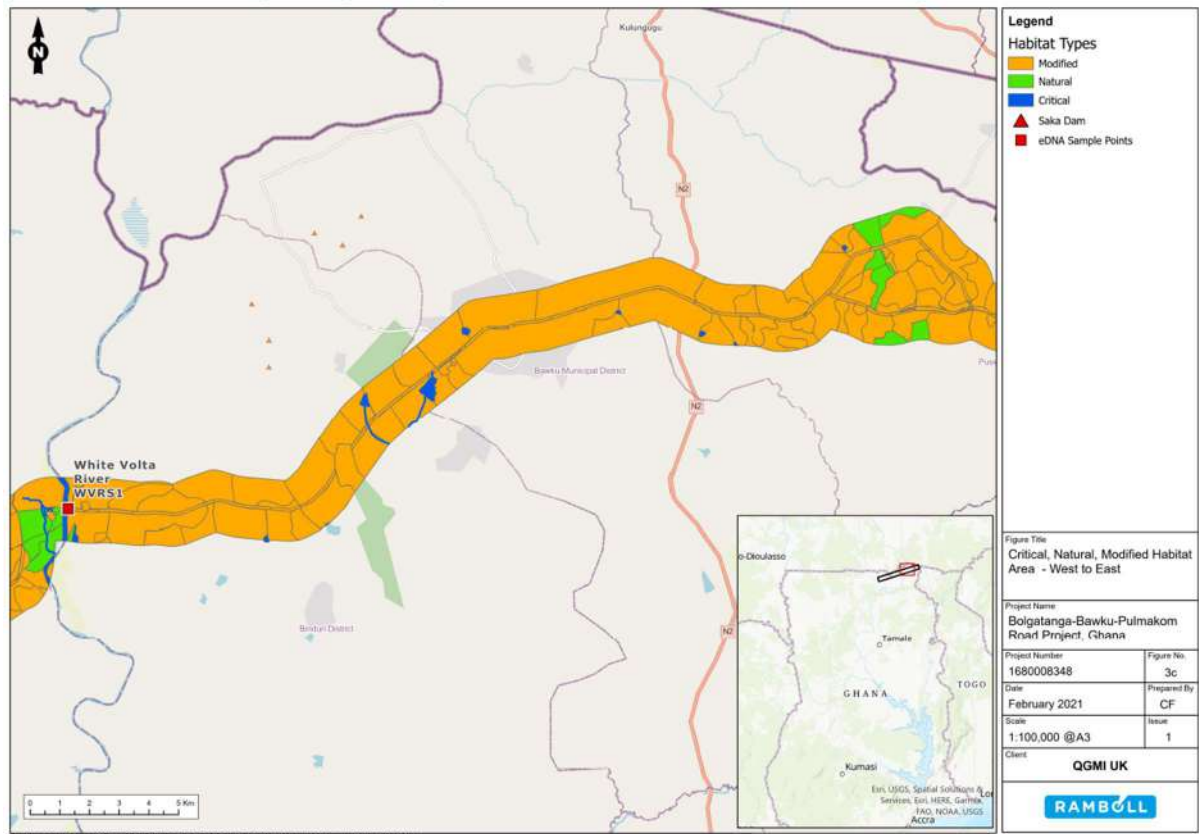 N
Kulungugu
N2
Bawku Municipal District
N2
White Volta
River
WVRS1
Binduri District
N2
0 1 2 3 4 5 Km
o-Dioulasso
Tamale
GHANA
TOGO
Kumasi
Accra
Esri, USGS, Spatial Solutions &
Services, Esri, HERE, Garmin,
FAO, NOAA, USGS
Legend
Habitat Types
Modified
Natural
Critical
Saka Dam
eDNA Sample Points
Figure Title
Critical, Natural, Modified Habitat
Area - West to East
Project Name
Bolgatanga-Bawku-Pulmakom
Road Project, Ghana
Project Number
1680008348
Figure No.
3c
Date
February 2021
Prepared By
CF
Scale
1:100,000 @A3
Issue
1
Client
QGMI UK
RAMBOLL